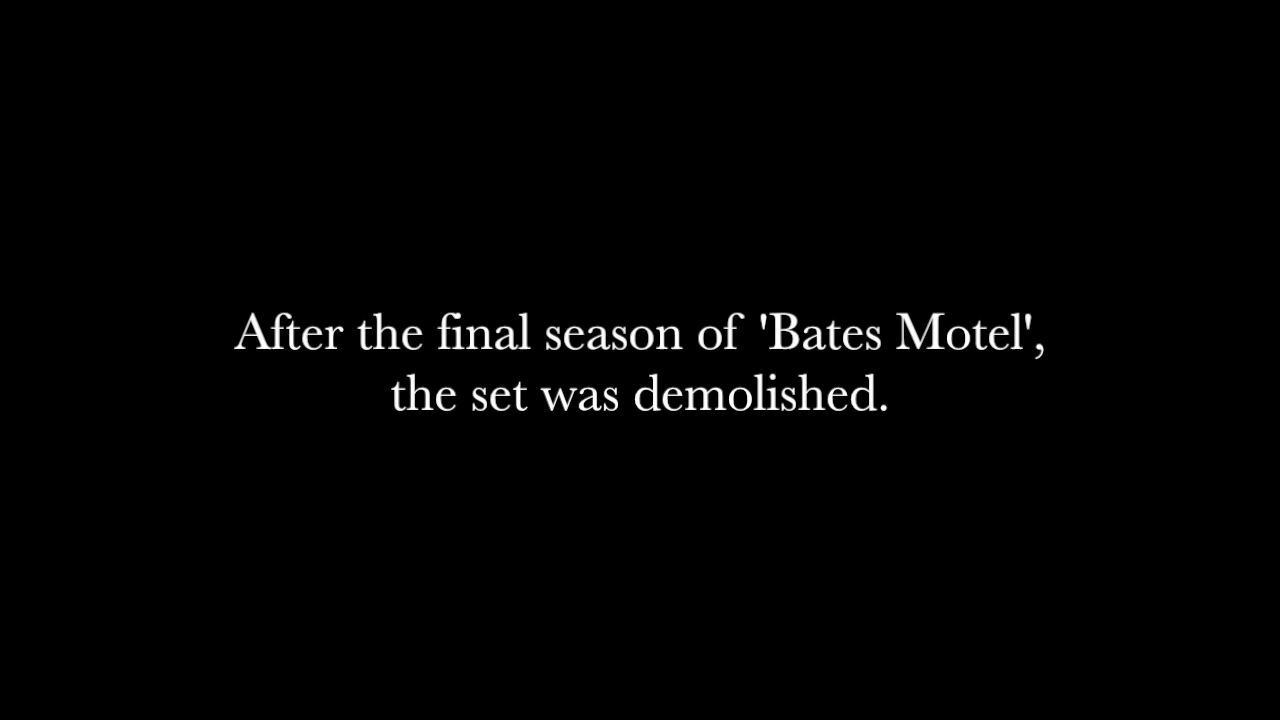 After the final season of 'Bates Motel',
the set was demolished.